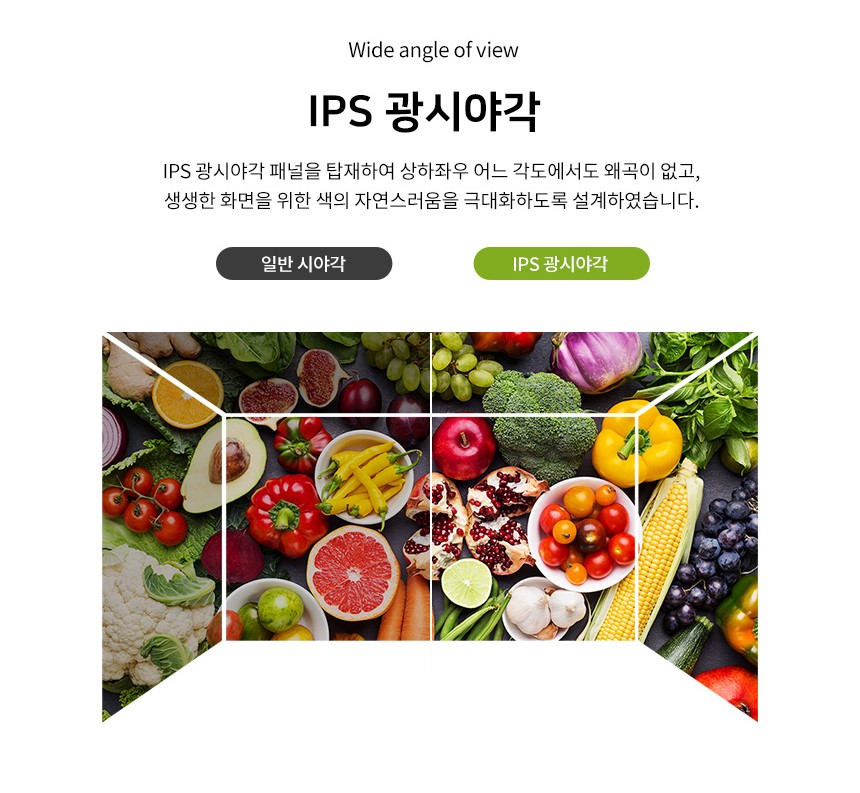 Wide angle of view
IPS 광시야각
IPS 광시야각 패널을 탑재하여 상하좌우 어느 각도에서도 왜곡이 없고,
생생한 화면을 위한 색의 자연스러움을 극대화하도록 설계하였습니다.
일반 시야각
IPS 광시야각